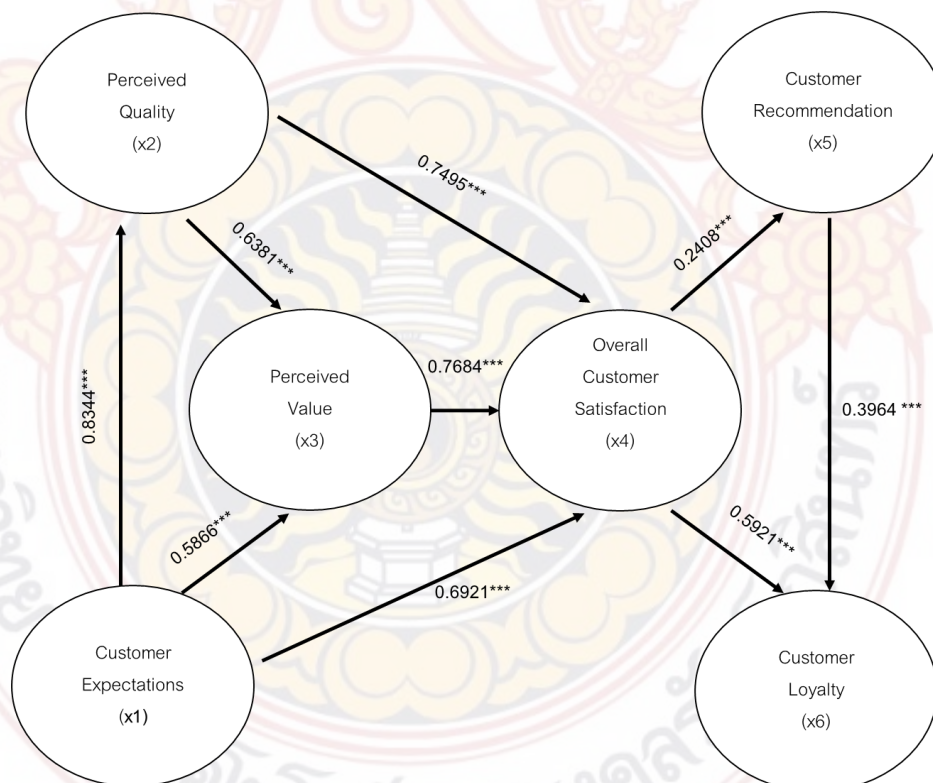 Perceived
Quality
(x2)
Customer
Recommendation
(x5)
0.7495***
0.6381***
0.2408***
Perceived
Value
(x3)
0.7684***
Overall
Customer
Satisfaction
(x4)
0.8344***
0.3964 ***
0.5866***
0.6921***
0.5921***
Customer
Expectations
(x1)
Customer
Loyalty
(x6)